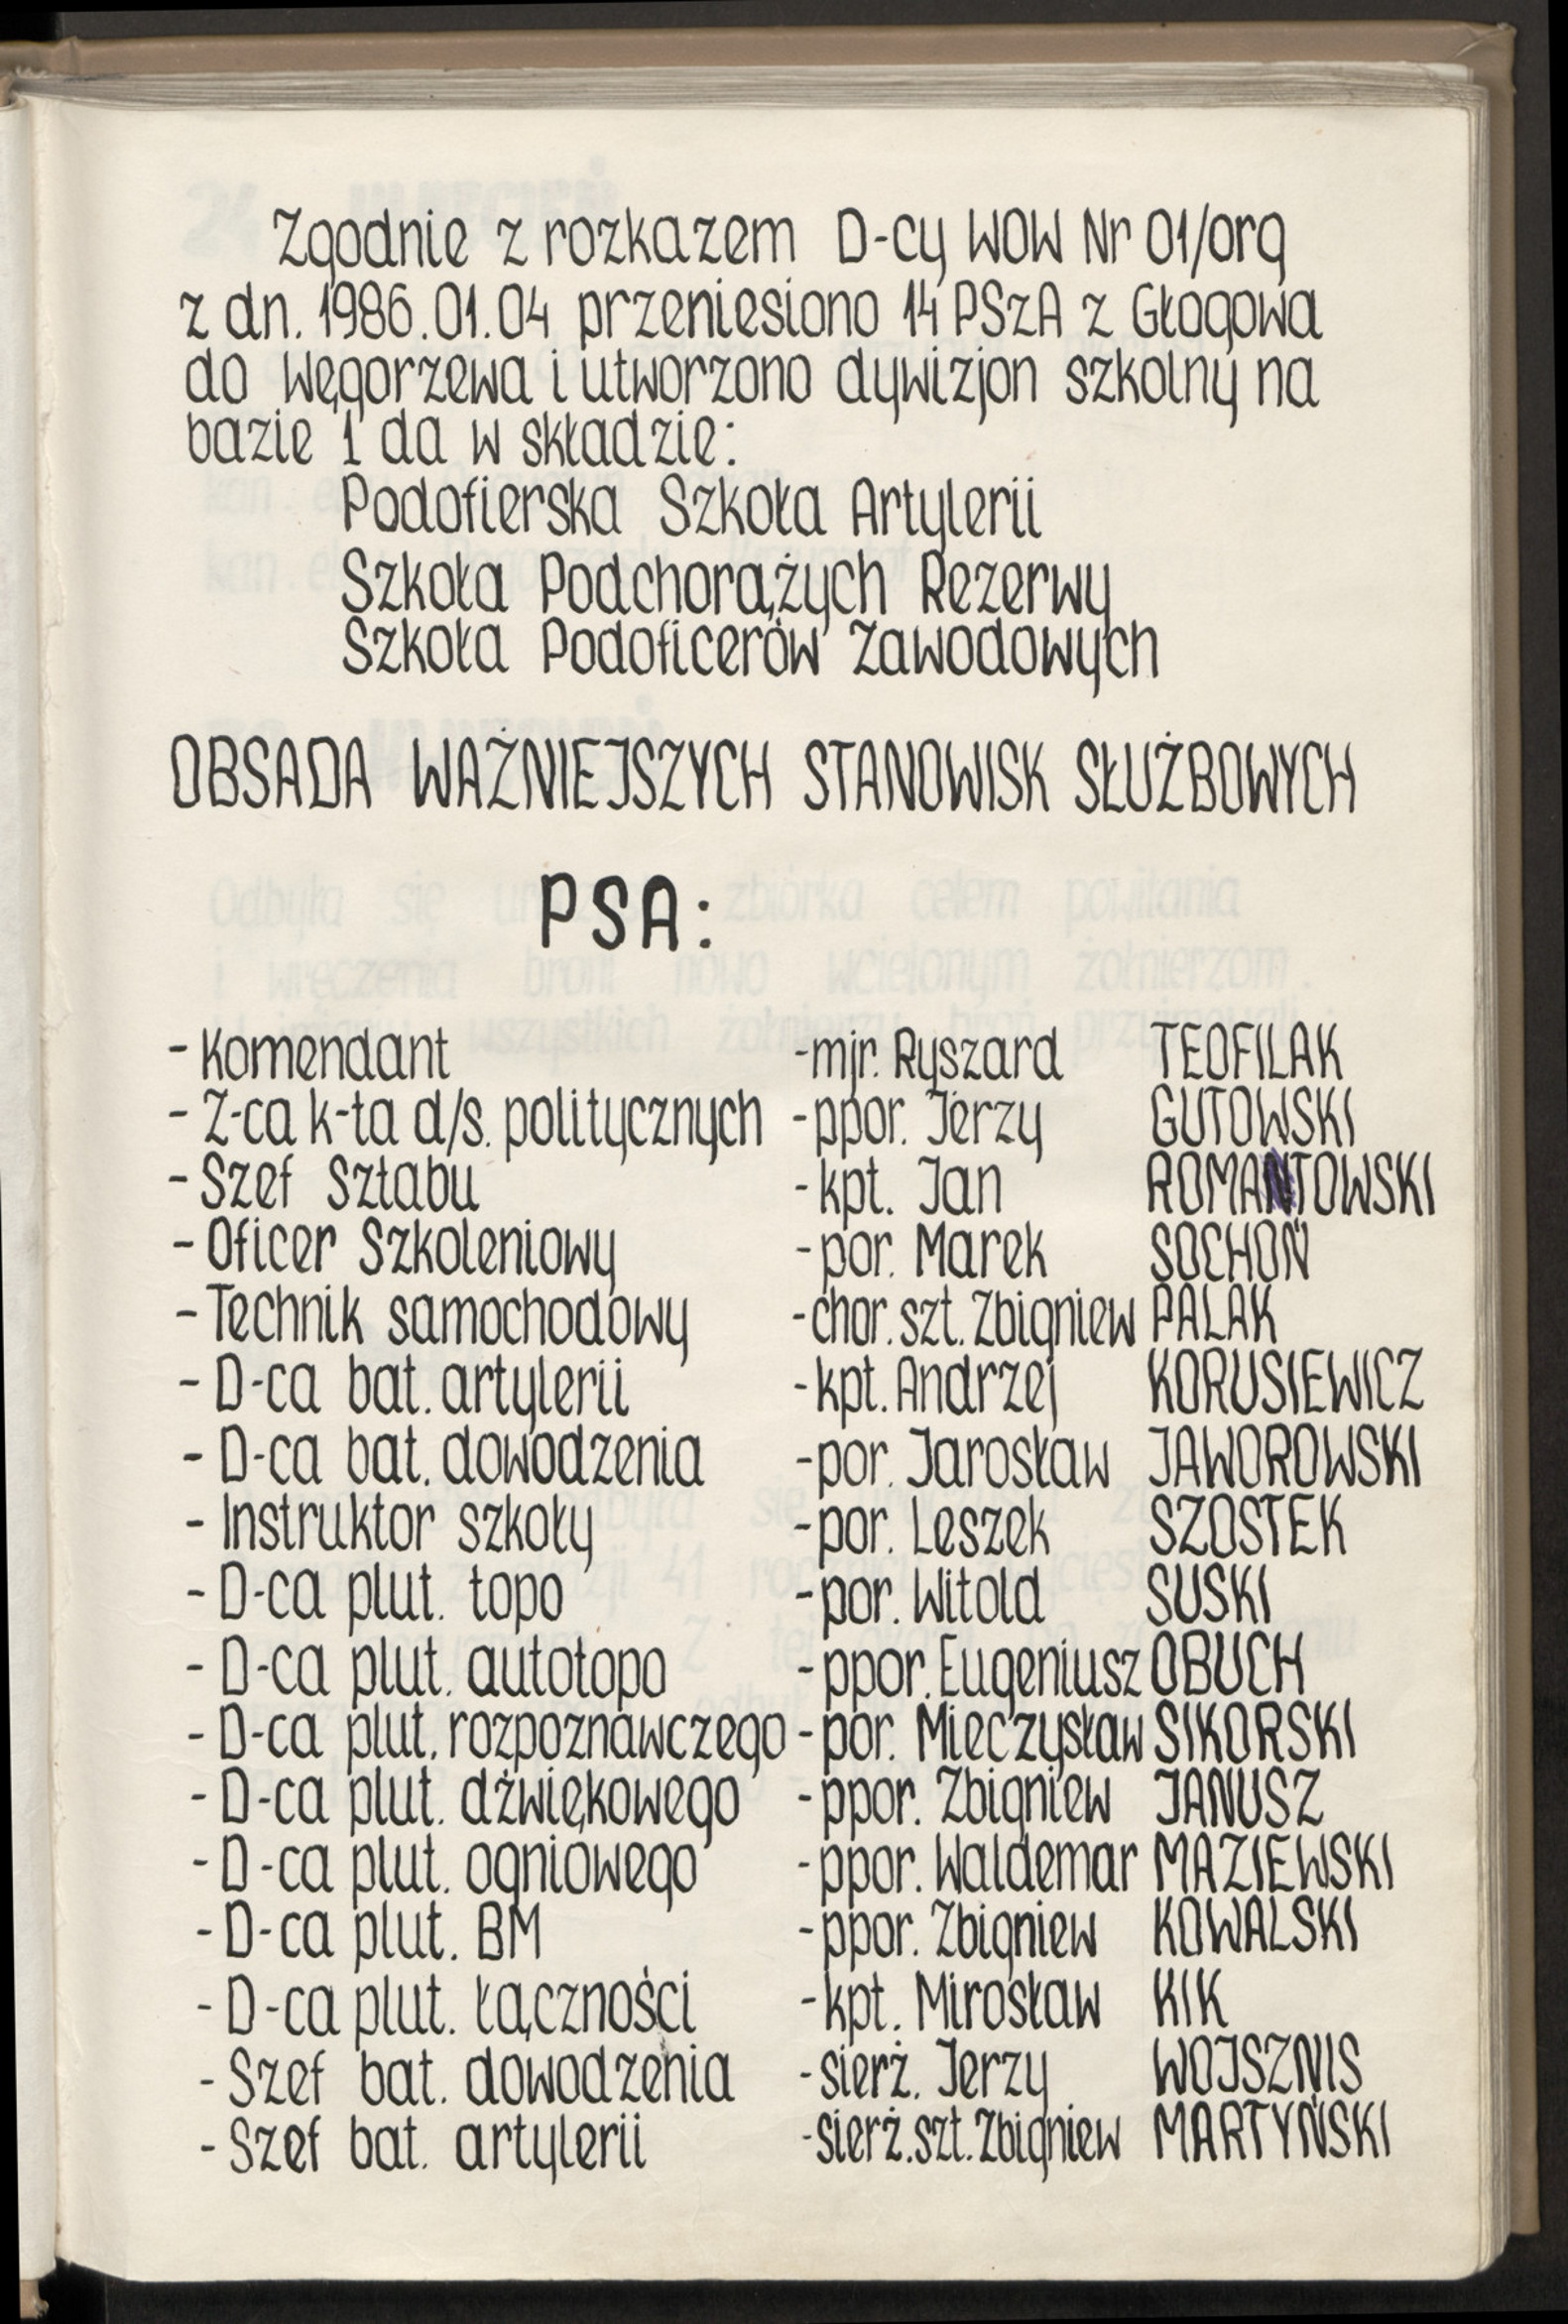 Zgodnie z rozkazem D-cy WOW Nr 01/org
z dn. 1986.01.04 przeniesiono 14 PSzA z Głogowa
do Węgorzewa i utworzono dywizjon szkolny na
bazie 1 da w składzie:
Podofierska Szkoła Artylerii
Szkoła Podchorążych Rezerwy
Szkoła Podoficerów Zawodowych
OBSADA WAŻNIEJSZYCH STANOWISK SŁUŻBOWYCH
PSA:
- Komendant - mjr. Ryszard TEOFILAK
- Z-ca k-ta d/s. politycznych - ppor. Jerzy GUTOWSKI
- Szef Sztabu - kpt. Jan ROMANTOWSKI
- Oficer Szkoleniowy - por. Marek SOCHOŃ
- Technik samochodowy - chor. szt. Zbigniew PALAK
- D-ca bat. artylerii - kpt. Andrzej KORUSIEWICZ
- D-ca bat. dowodzenia - por. Jarosław JAWOROWSKI
- Instruktor szkoły - por. Leszek SZOSTEK
- D-ca plut. topo - por. Witold SUSKI
- D-ca plut. autotopo - ppor. Eugeniusz OBUCH
- D-ca plut. rozpoznawczego - por. Mieczysław SIKORSKI
- D-ca plut. dźwiękowego - ppor. Zbigniew JANUSZ
- D-ca plut. ogniowego - ppor. Waldemar MAZIEWSKI
- D-ca plut. BM - ppor. Zbigniew KOWALSKI
- D-ca plut. łączności - kpt. Mirosław KIK
- Szef bat. dowodzenia - sierż. Jerzy WOJSZNIS
- Szef bat. artylerii - sierż. szt. Zbigniew MARTYŃSKI